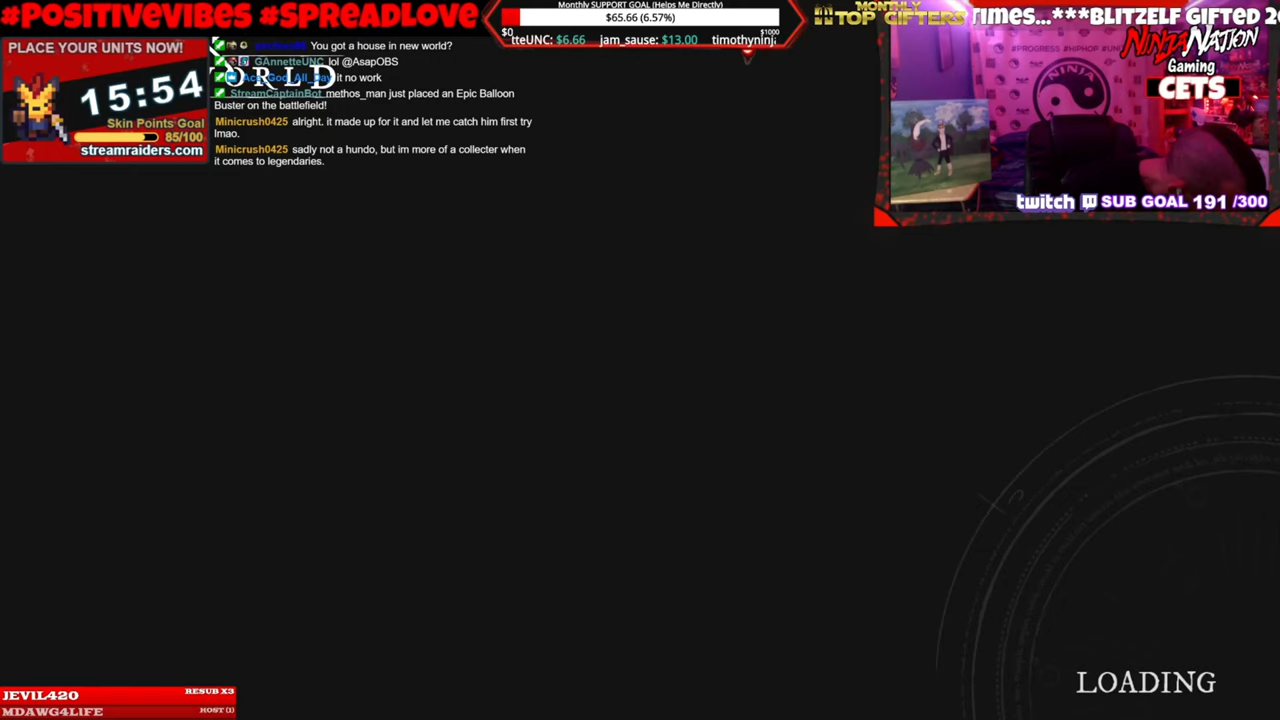 #POSITIVEVIBES #SPREADLOVE
Monthly SUPPORT GOAL (Helps Me Directly)
$65.66 (6.57%)
$0
$1000
tteUNC: $6.66 jam_sause: $13.00 timothyninj
MONTHLY
TOP GIFTERS
TIMES...***BLITZELF GIFTED 2
PLACE YOUR UNITS NOW!
15:54
Skin Points Goal
85/100
streamraiders.com
You got a house in new world?
GAnnetteUNC lol @AsapOBS
ORLD
it no work
StreamCaptainBot methos_man just placed an Epic Balloon
Buster on the battlefield!
Minicrush0425 alright. it made up for it and let me catch him first try
lmao.
Minicrush0425 sadly not a hundo, but im more of a collecter when
it comes to legendaries.
NINJA NATION
Gaming
CETS
#PROGRESS #HIPHOP
NINJA
twitch SUB GOAL 191 /300
LOADING
JEVIL420 RESUB X3
MDAWG4LIFE HOST (1)